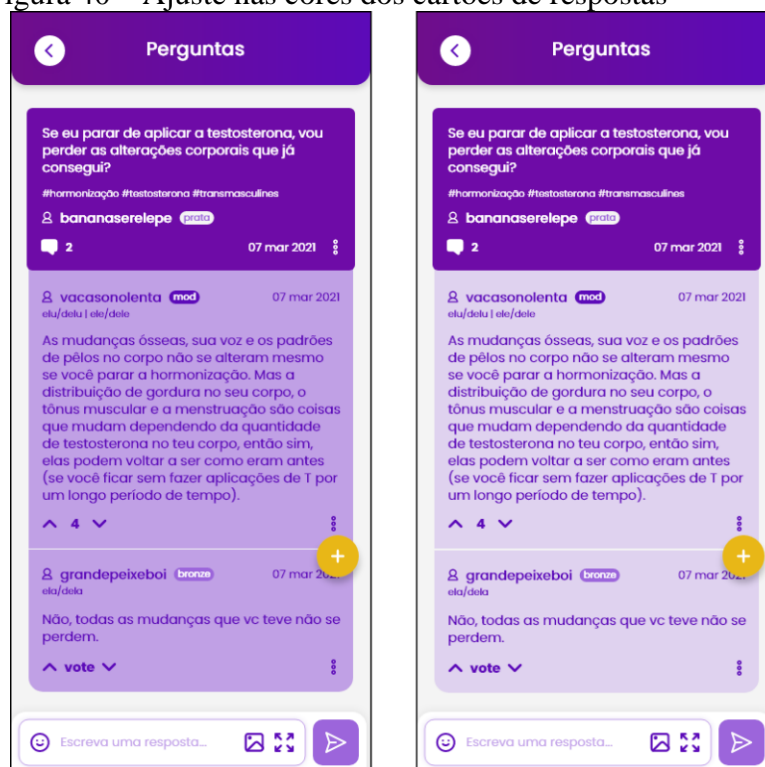 igura 40 – Ajuste nas cores dos cartões de respostas
Perguntas
Se eu parar de aplicar a testosterona, vou
perder as alterações corporais que já
consegui?
#hormonização #testosterona #transmasculines
bananaserelepe prata
2 07 mar 2021
vacasonolenta mod 07 mar 2021
elu/delu | ele/dele
As mudanças ósseas, sua voz e os padrões
de pêlos no corpo não se alteram mesmo
se você parar a hormonização. Mas a
distribuição de gordura no seu corpo, o
tônus muscular e a menstruação são coisas
que mudam dependendo da quantidade
de testosterona no teu corpo, então sim,
elas podem voltar a ser como eram antes
(se você ficar sem fazer aplicações de T por
um longo período de tempo).
4
+
grandepeixeboi bronze 07 mar
ela/dela
Não, todas as mudanças que vc teve não se
perdem.
vote
Escreva uma resposta...
Perguntas
Se eu parar de aplicar a testosterona, vou
perder as alterações corporais que já
consegui?
#hormonização #testosterona #transmasculines
bananaserelepe prata
2 07 mar 2021
vacasonolenta mod 07 mar 2021
elu/delu | ele/dele
As mudanças ósseas, sua voz e os padrões
de pêlos no corpo não se alteram mesmo
se você parar a hormonização. Mas a
distribuição de gordura no seu corpo, o
tônus muscular e a menstruação são coisas
que mudam dependendo da quantidade
de testosterona no teu corpo, então sim,
elas podem voltar a ser como eram antes
(se você ficar sem fazer aplicações de T por
um longo período de tempo).
4
+
grandepeixeboi bronze 07 mar
ela/dela
Não, todas as mudanças que vc teve não se
perdem.
vote
Escreva uma resposta...